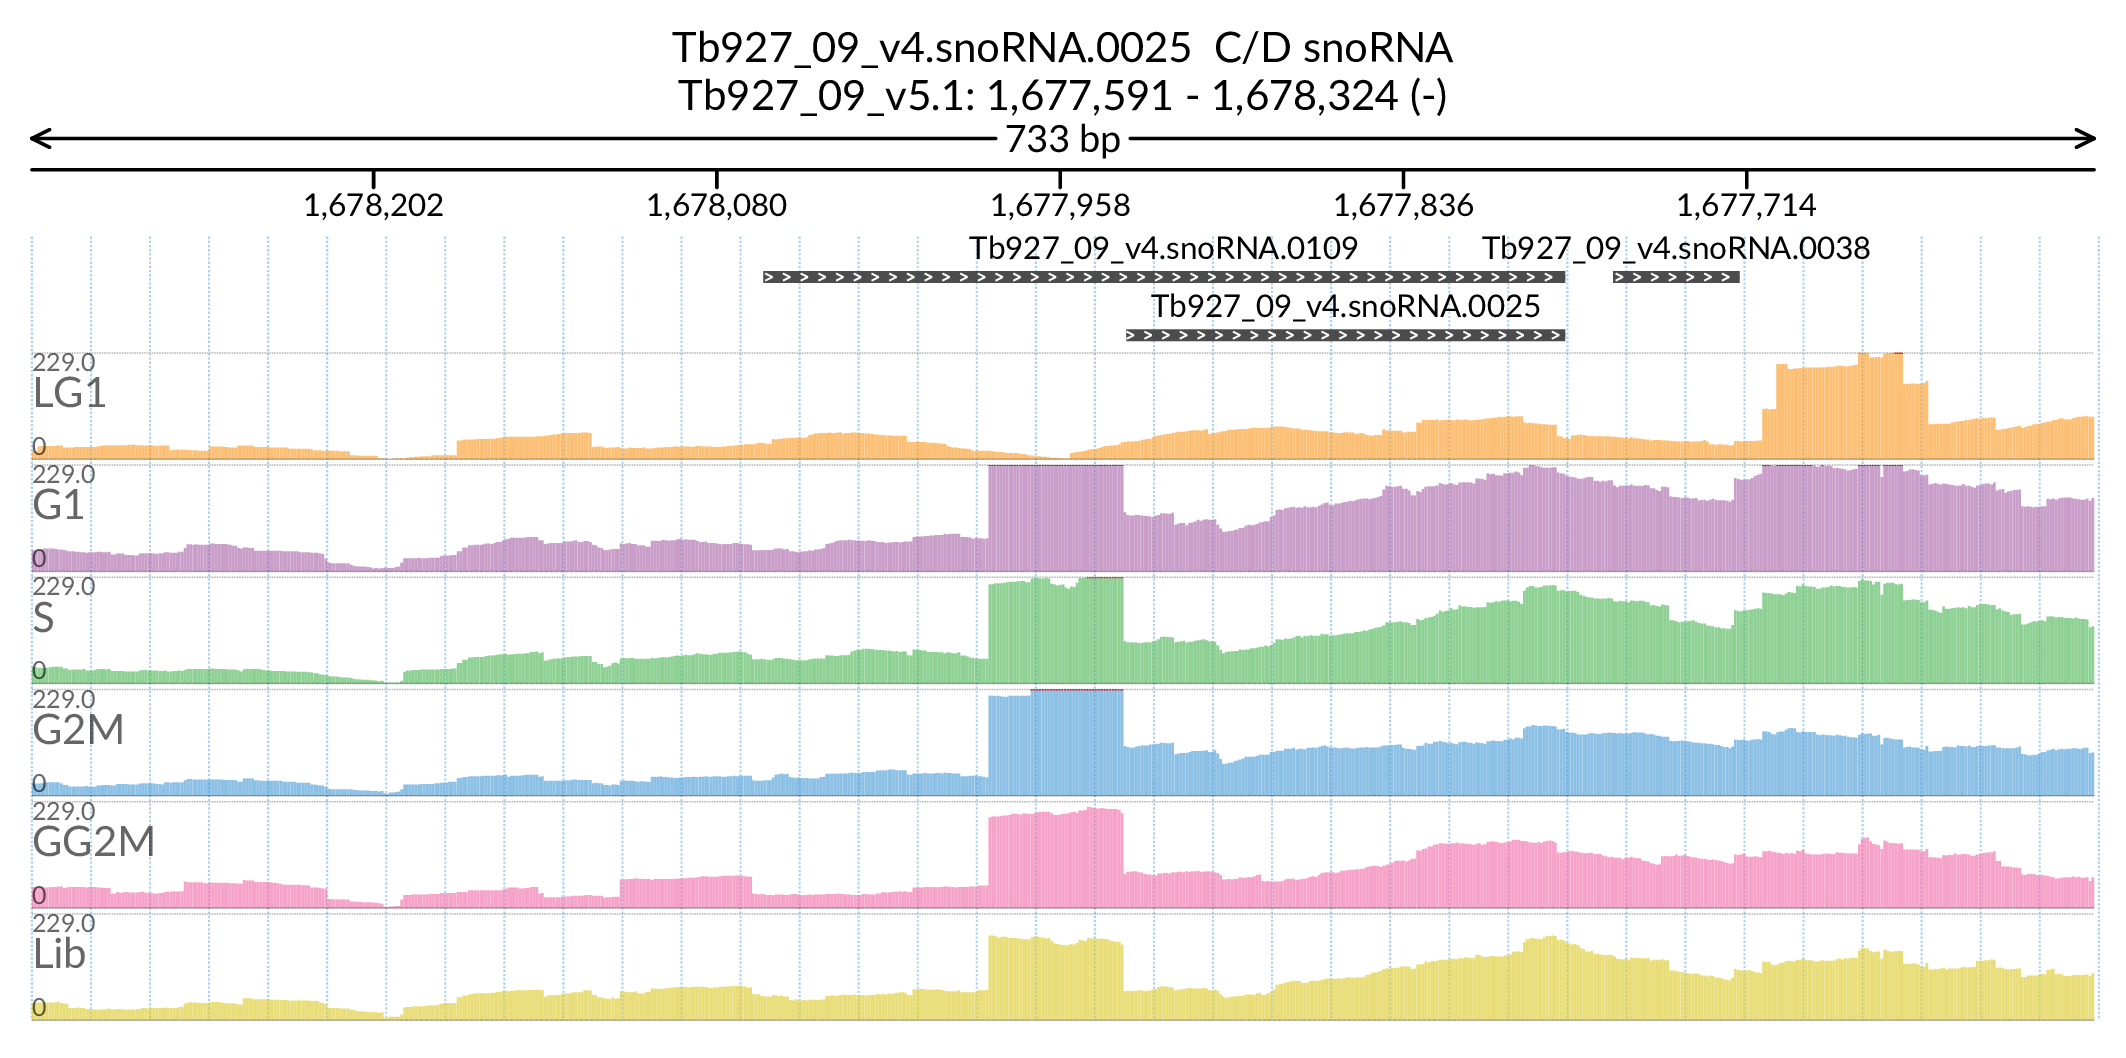 Tb927_09_v4.snoRNA.0025  C/D snoRNA
Tb927_09_v5.1: 1,677,591 - 1,678,324 (-)
733 bp
1,678,202 1,678,080 1,677,958 1,677,836 1,677,714
Tb927_09_v4.snoRNA.0109 Tb927_09_v4.snoRNA.0038
Tb927_09_v4.snoRNA.0025
229.0
LG1
0
229.0
G1
0
229.0
S
0
229.0
G2M
0
229.0
GG2M
0
229.0
Lib
0